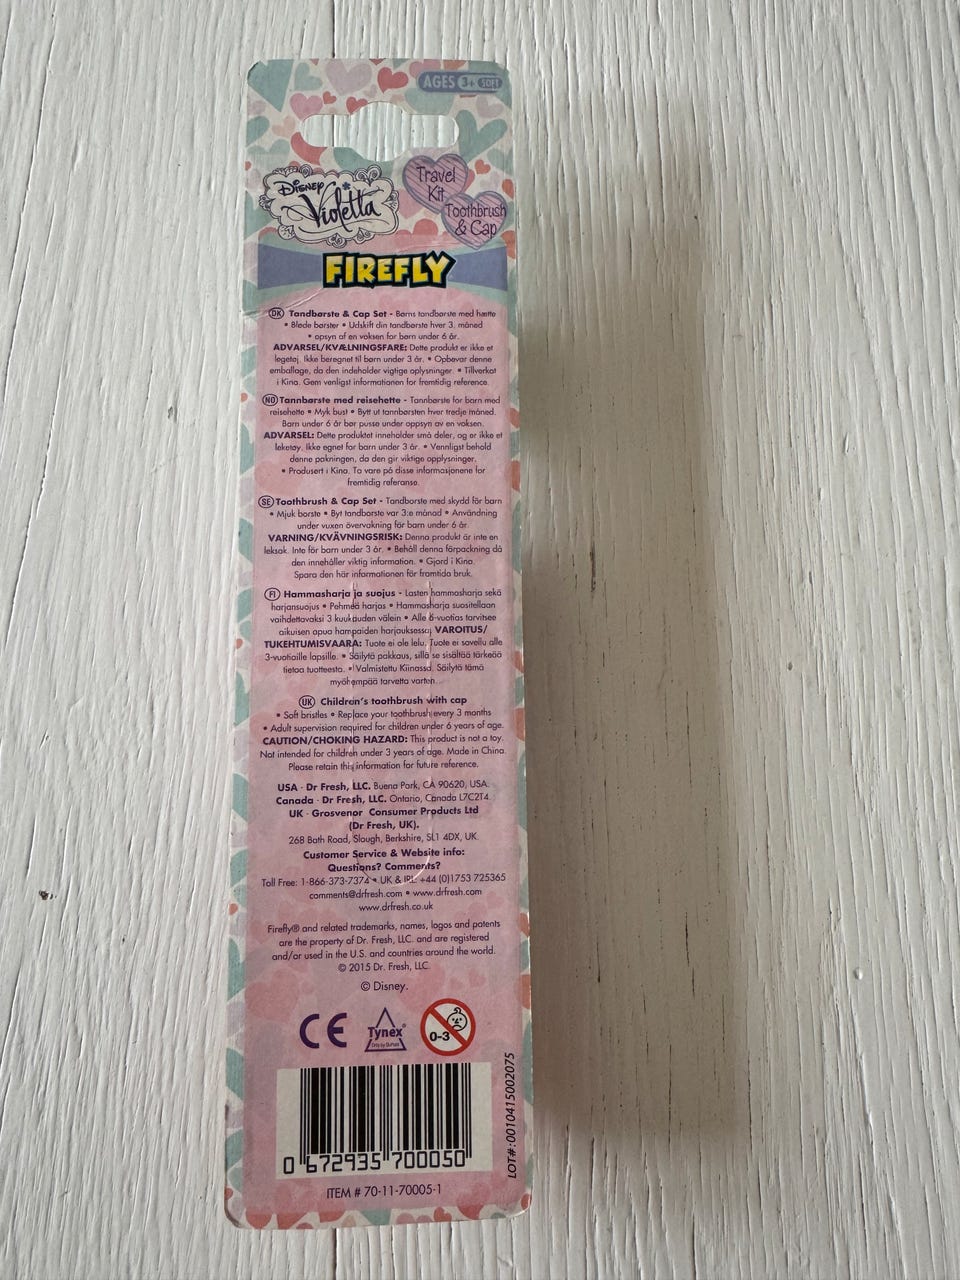 AGES 3+ SOFT
Disney
Violetta
Travel
Kit
Toothbrush
& Cap
FIREFLY
DK Tandbørste & Cap Set - Børns tandbørste med hætte
• Bløde børster • Udskift din tandbørste hver 3. måned
• opsyn af en voksen for børn under 6 år.
ADVARSEL/KVÆLNINGSFARE: Dette produkt er ikke et
legetøj. Ikke beregnet til børn under 3 år. • Opbevar denne
emballage, da den indeholder vigtige oplysninger. • Tillverkat
i Kina. Gem venligst informationen for fremtidig reference.
NO Tannbørste med reisehette - Tannbørste for barn med
reisehette • Myk bust • Bytt ut tannbørsten hver tredje måned.
Barn under 6 år bør pusse under oppsyn av en voksen.
ADVARSEL: Dette produktet inneholder små deler, og er ikke et
leketøy. Ikke egnet for barn under 3 år. • Vennligst behold
denne pakningen, da den gir viktige opplysninger.
• Produsert i Kina. Ta vare på disse informasjonene for
fremtidig referanse.
SE Toothbrush & Cap Set - Tandborste med skydd för barn
• Mjuk borste • Byt tandborste var 3:e månad • Användning
under vuxen övervakning för barn under 6 år.
VARNING/KVÄVNINGSRISK: Denna produkt är inte en
leksak. Inte för barn under 3 år. • Behåll denna förpackning då
den innehåller viktig information. • Gjord i Kina.
Spara den här informationen för framtida bruk.
FI Hammasharja ja suojus - Lasten hammasharja sekä
harjansuojus • Pehmeä harjas • Hammasharja suositellaan
vaihdettavaksi 3 kuukauden välein • Alle 6-vuotias tarvitsee
aikuisen apua hampaiden harjauksessa. VAROITUS/
TUKEHTUMISVAARA: Tuote ei ole lelu. Tuote ei sovellu alle
3-vuotiaille lapsille. • Säilytä pakkaus, sillä se sisältää tärkeää
tietoa tuotteesta. • Valmistettu Kiinassa. Säilytä tämä
myöhempää tarvetta varten.
UK Children's toothbrush with cap
• Soft bristles • Replace your toothbrush every 3 months
• Adult supervision required for children under 6 years of age.
CAUTION/CHOKING HAZARD: This product is not a toy.
Not intended for children under 3 years of age. Made in China.
Please retain this information for future reference.
USA · Dr Fresh, LLC. Buena Park, CA 90620, USA.
Canada · Dr Fresh, LLC. Ontario, Canada L7C2T4.
UK · Grosvenor Consumer Products Ltd
(Dr Fresh, UK).
268 Bath Road, Slough, Berkshire, SL1 4DX, UK.
Customer Service & Website info:
Questions? Comments?
Toll Free: 1-866-373-7374 • UK & IRE +44 (0)1753 725365
comments@drfresh.com • www.drfresh.com
www.drfresh.co.uk
Firefly® and related trademarks, names, logos and patents
are the property of Dr. Fresh, LLC. and are registered
and/or used in the U.S. and countries around the world.
© 2015 Dr. Fresh, LLC.
© Disney.
CE
Tynex®
0-3
LOT#:0010415002075
0 672935 700050
ITEM # 70-11-70005-1